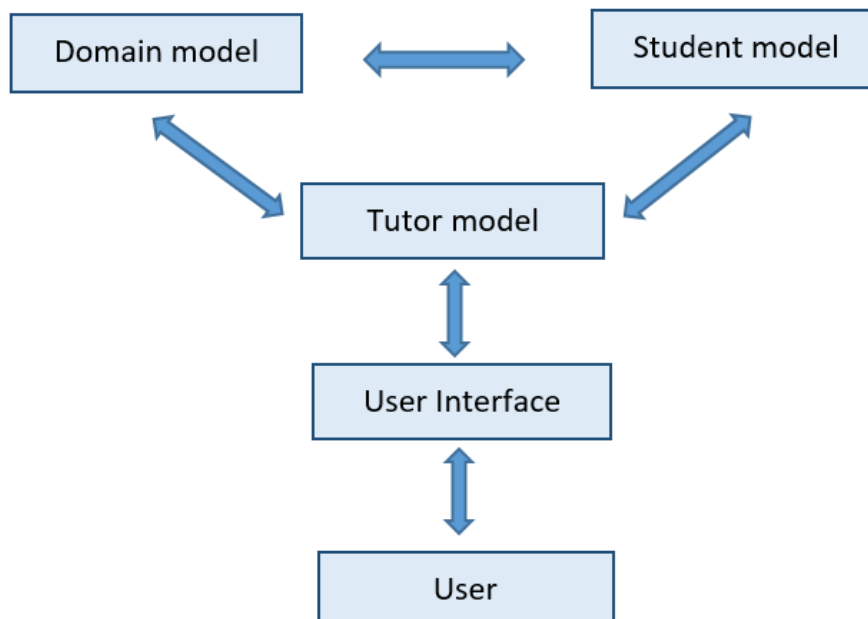 Domain model
Student model
Tutor model
User Interface
User